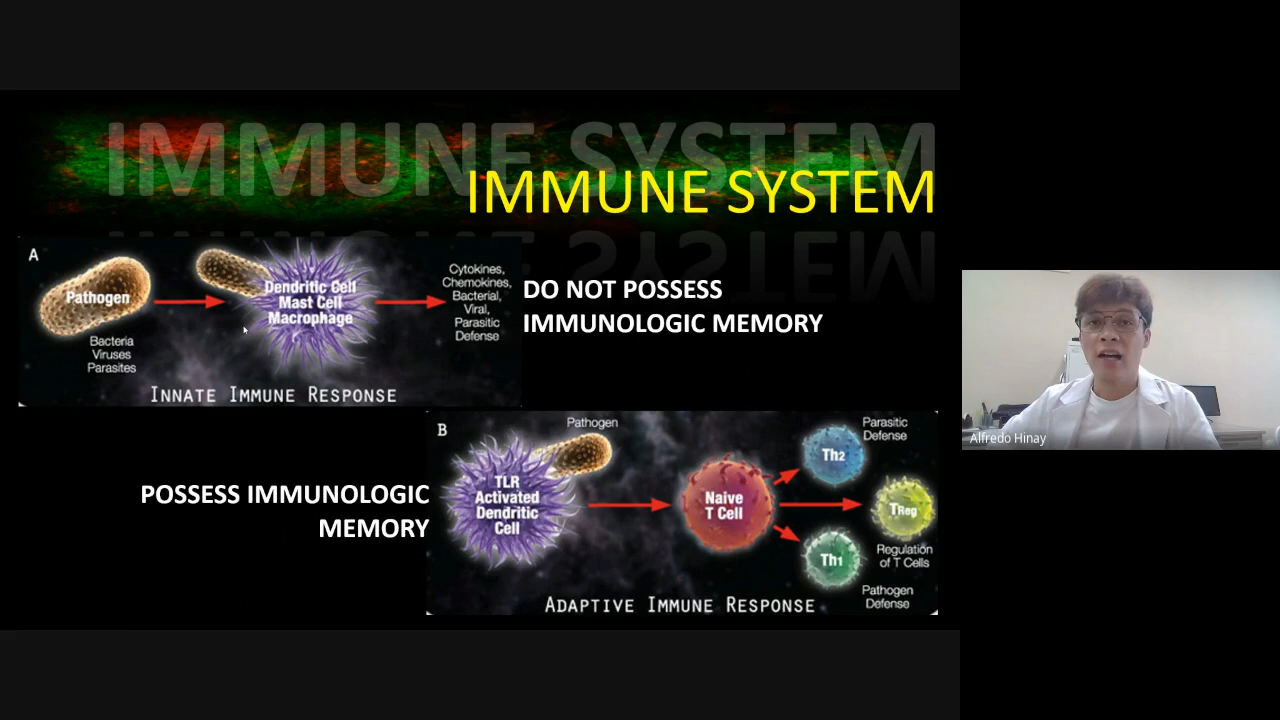 IMMUNE SYSTEM
IMMUNE SYSTEM
IMMUNE SYSTEM
A
Pathogen
Bacteria
Viruses
Parasites
Dendritic Cell
Mast Cell
Macrophage
Cytokines,
Chemokines,
Bacterial,
Viral,
Parasitic
Defense
INNATE IMMUNE RESPONSE
DO NOT POSSESS
IMMUNOLOGIC MEMORY
POSSESS IMMUNOLOGIC
MEMORY
B
Pathogen
TLR
Activated
Dendritic
Cell
Naive
T Cell
Th2
Parasitic
Defense
TReg
Regulation
of T Cells
Th1
Pathogen
Defense
ADAPTIVE IMMUNE RESPONSE
Alfredo Hinay